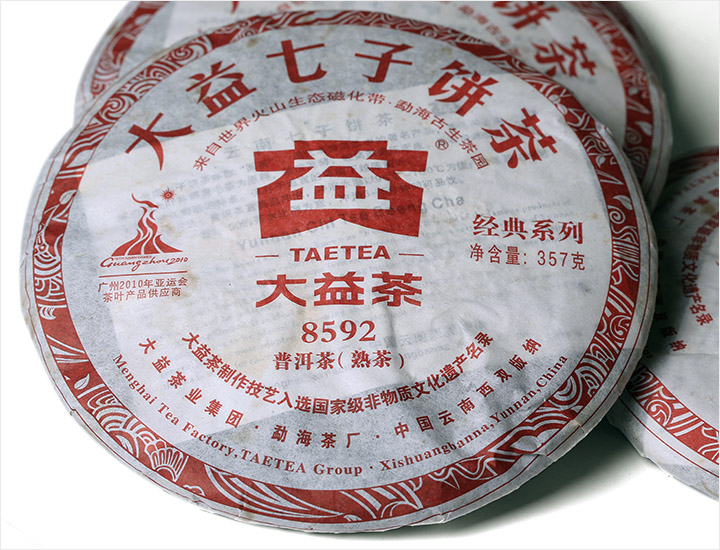 大益七子饼茶
来自世界火山生态磁化带·勐海古生茶园
®
益
TAETEA
大益茶
经典系列
净含量: 357克
Guangzhou 2010
广州2010年亚运会
茶叶产品供应商
8592
普洱茶(熟茶)
大益茶制作技艺入选国家级非物质文化遗产名录
大益茶业集团·勐海茶厂·中国云南西双版纳
Menghai Tea Factory, TAETEA Group · Xishuangbanna, Yunnan, China